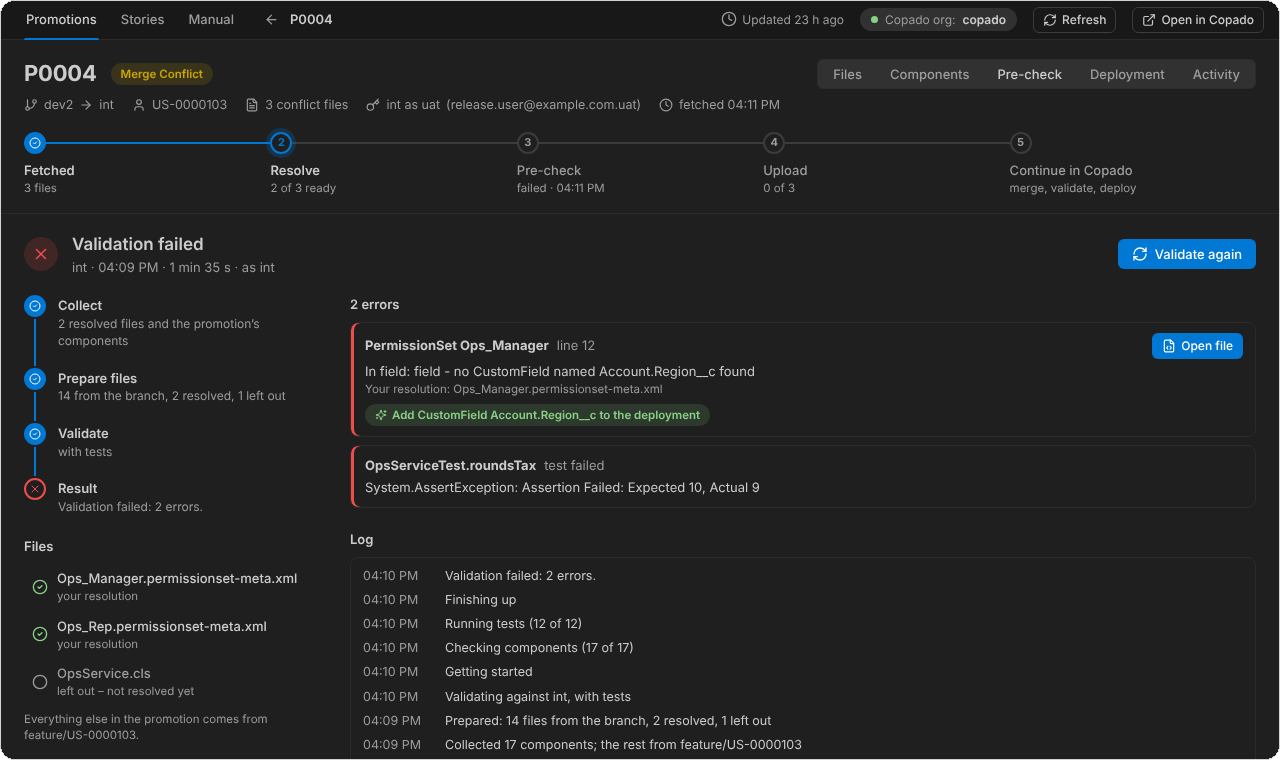 Promotions Stories Manual ← P0004 Updated 23 h ago Copado org: copado Refresh Open in Copado
P0004 Merge Conflict Files Components Pre-check Deployment Activity
dev2 → int US-0000103 3 conflict files int as uat (release.user@example.com.uat) fetched 04:11 PM
2 3 4 5
Fetched Resolve Pre-check Upload Continue in Copado
3 files 2 of 3 ready failed · 04:11 PM 0 of 3 merge, validate, deploy
Validation failed
int · 04:09 PM · 1 min 35 s · as int
Validate again
Collect
2 resolved files and the promotion's
components
Prepare files
14 from the branch, 2 resolved, 1 left out
Validate
with tests
Result
Validation failed: 2 errors.
Files
Ops_Manager.permissionset-meta.xml
your resolution
Ops_Rep.permissionset-meta.xml
your resolution
OpsService.cls
left out – not resolved yet
Everything else in the promotion comes from
feature/US-0000103.
2 errors
PermissionSet Ops_Manager line 12 Open file
In field: field - no CustomField named Account.Region__c found
Your resolution: Ops_Manager.permissionset-meta.xml
Add CustomField Account.Region__c to the deployment
OpsServiceTest.roundsTax test failed
System.AssertException: Assertion Failed: Expected 10, Actual 9
Log
04:10 PM Validation failed: 2 errors.
04:10 PM Finishing up
04:10 PM Running tests (12 of 12)
04:10 PM Checking components (17 of 17)
04:10 PM Getting started
04:10 PM Validating against int, with tests
04:09 PM Prepared: 14 files from the branch, 2 resolved, 1 left out
04:09 PM Collected 17 components; the rest from feature/US-0000103